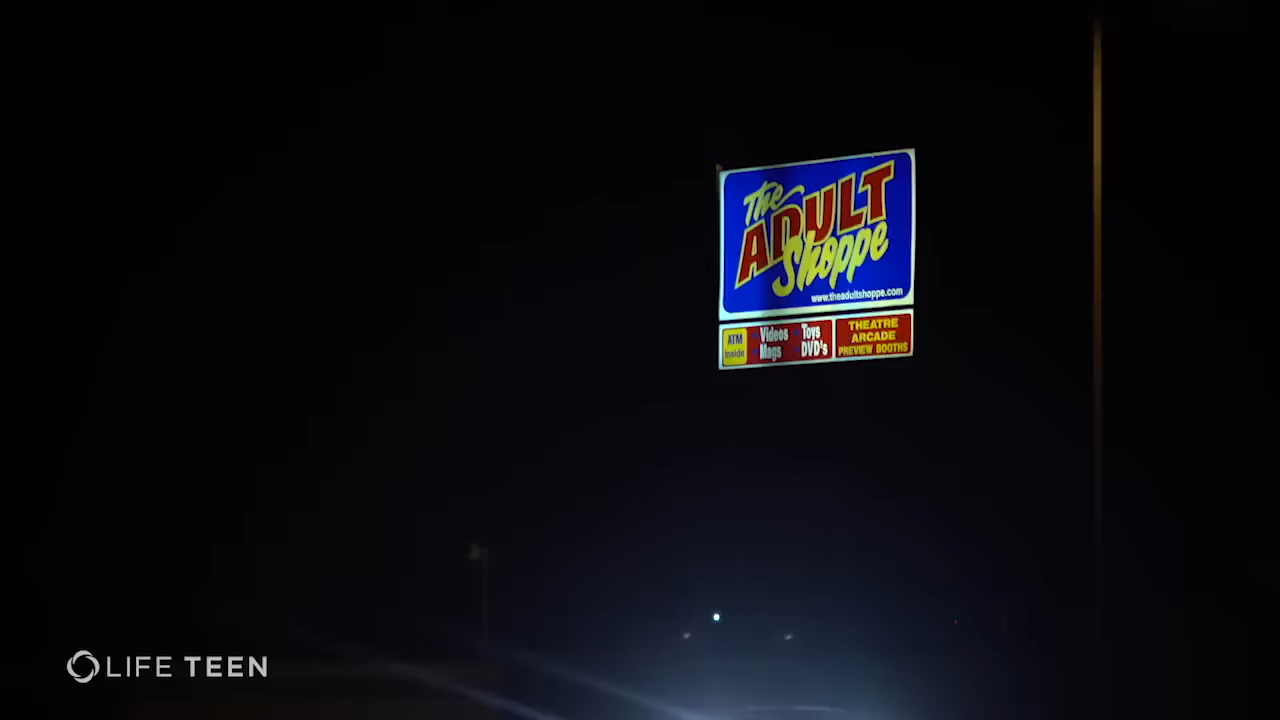 The
ADULT
Shoppe
www.theadultshoppe.com
ATM
Inside
Videos Toys
Mags DVD's
THEATRE
ARCADE
PREVIEW BOOTHS
LIFE TEEN